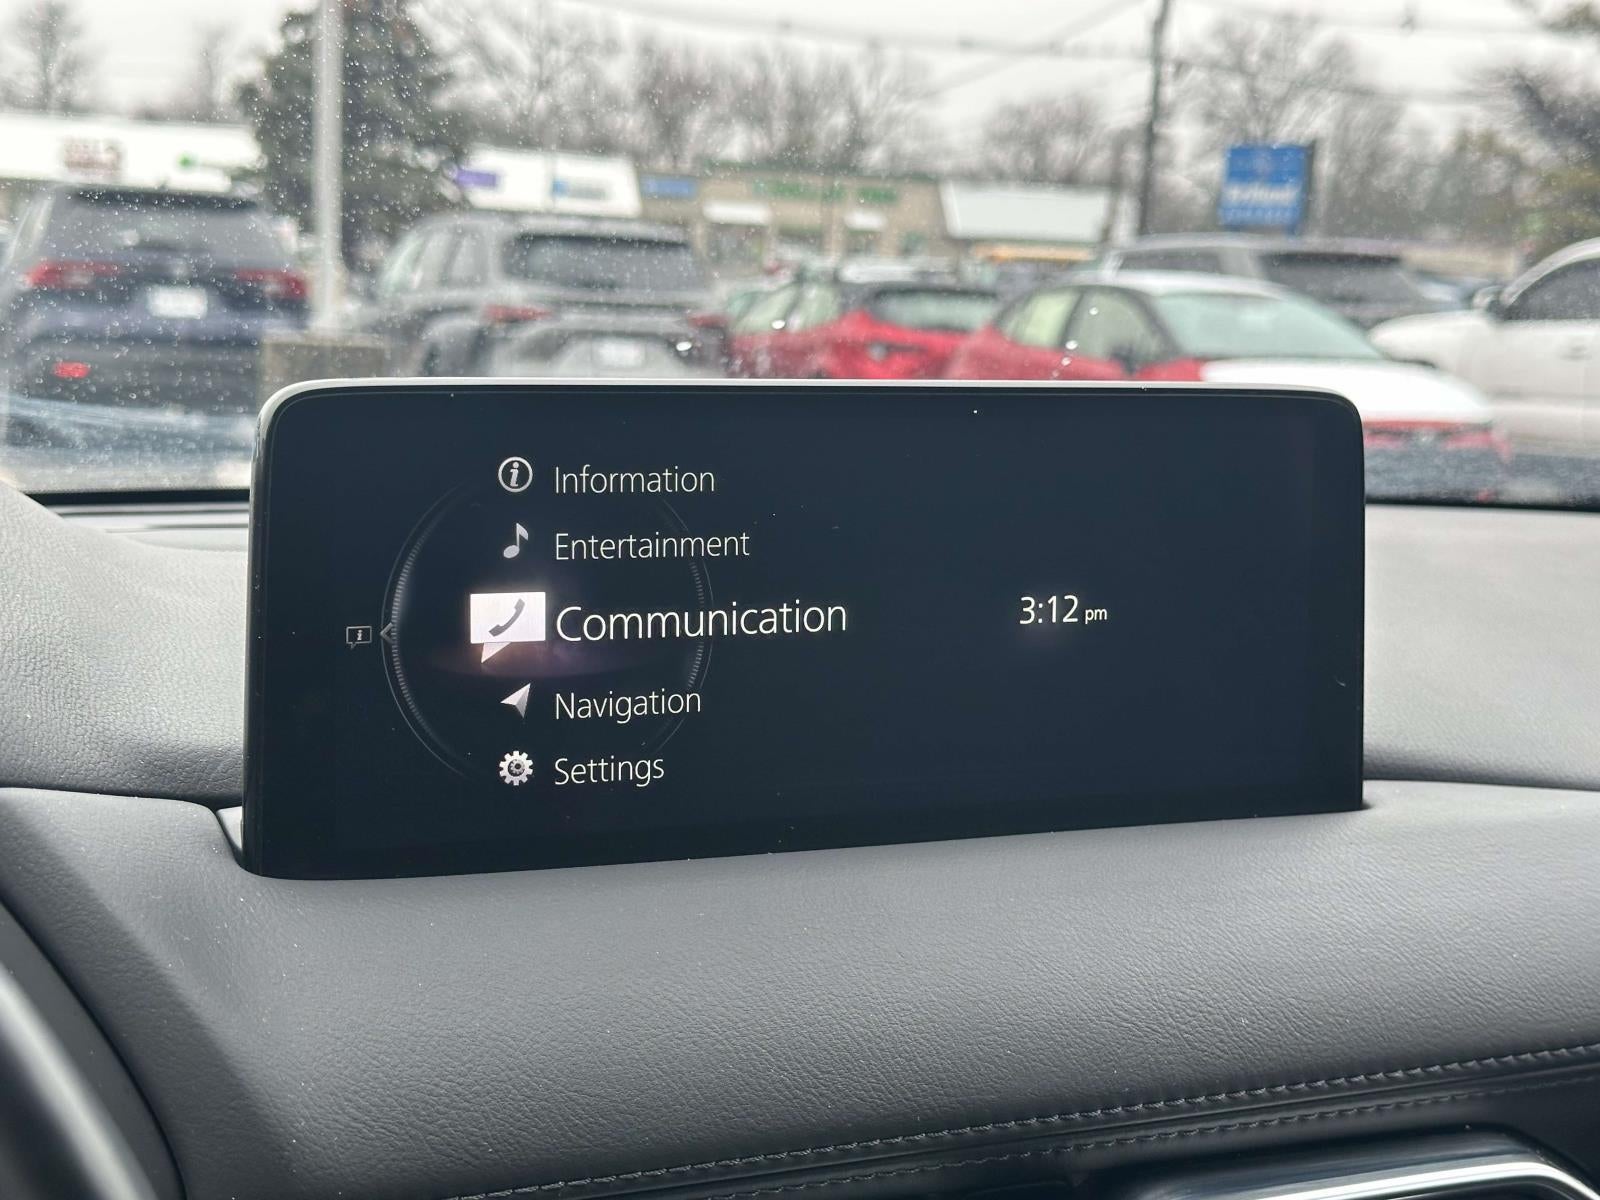 Information
Entertainment
Communication
3:12 pm
Navigation
Settings